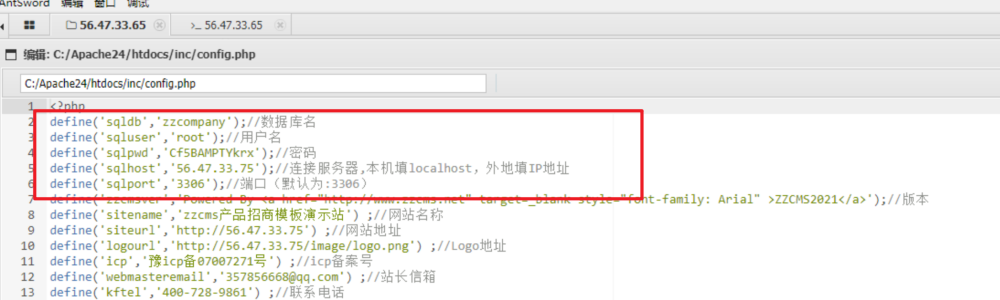 AntSword 编辑 窗口 调试
56.47.33.65 56.47.33.65
编辑: C:/Apache24/htdocs/inc/config.php
C:/Apache24/htdocs/inc/config.php
1 <?php
2 define('sqldb','zzcompany');//数据库名
3 define('sqluser','root');//用户名
4 define('sqlpwd','Cf5BAMPTYkrx');//密码
5 define('sqlhost','56.47.33.75');//连接服务器,本机填localhost，外地填IP地址
6 define('sqlport','3306');//端口（默认为:3306）
7 define('zzcmsver','Powered By <a href="http://www.zzcms.net" target=_blank style="font-family: Arial" >ZZCMS2021</a>');//版本
8 define('sitename','zzcms产品招商模板演示站') ;//网站名称
9 define('siteurl','http://56.47.33.75') ;//网站地址
10 define('logourl','http://56.47.33.75/image/logo.png') ;//Logo地址
11 define('icp','豫icp备07007271号') ;//icp备案号
12 define('webmasteremail','357856668@qq.com') ;//站长信箱
13 define('kftel','400-728-9861') ;//联系电话